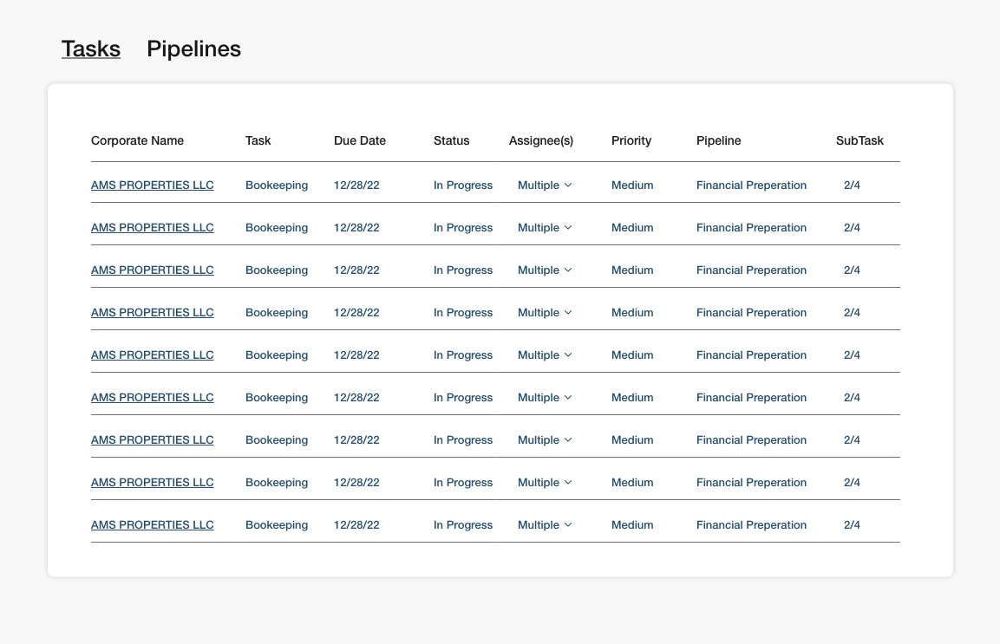 Tasks Pipelines
Corporate Name Task Due Date Status Assignee(s) Priority Pipeline SubTask
AMS PROPERTIES LLC Bookeeping 12/28/22 In Progress Multiple Medium Financial Preperation 2/4
AMS PROPERTIES LLC Bookeeping 12/28/22 In Progress Multiple Medium Financial Preperation 2/4
AMS PROPERTIES LLC Bookeeping 12/28/22 In Progress Multiple Medium Financial Preperation 2/4
AMS PROPERTIES LLC Bookeeping 12/28/22 In Progress Multiple Medium Financial Preperation 2/4
AMS PROPERTIES LLC Bookeeping 12/28/22 In Progress Multiple Medium Financial Preperation 2/4
AMS PROPERTIES LLC Bookeeping 12/28/22 In Progress Multiple Medium Financial Preperation 2/4
AMS PROPERTIES LLC Bookeeping 12/28/22 In Progress Multiple Medium Financial Preperation 2/4
AMS PROPERTIES LLC Bookeeping 12/28/22 In Progress Multiple Medium Financial Preperation 2/4
AMS PROPERTIES LLC Bookeeping 12/28/22 In Progress Multiple Medium Financial Preperation 2/4